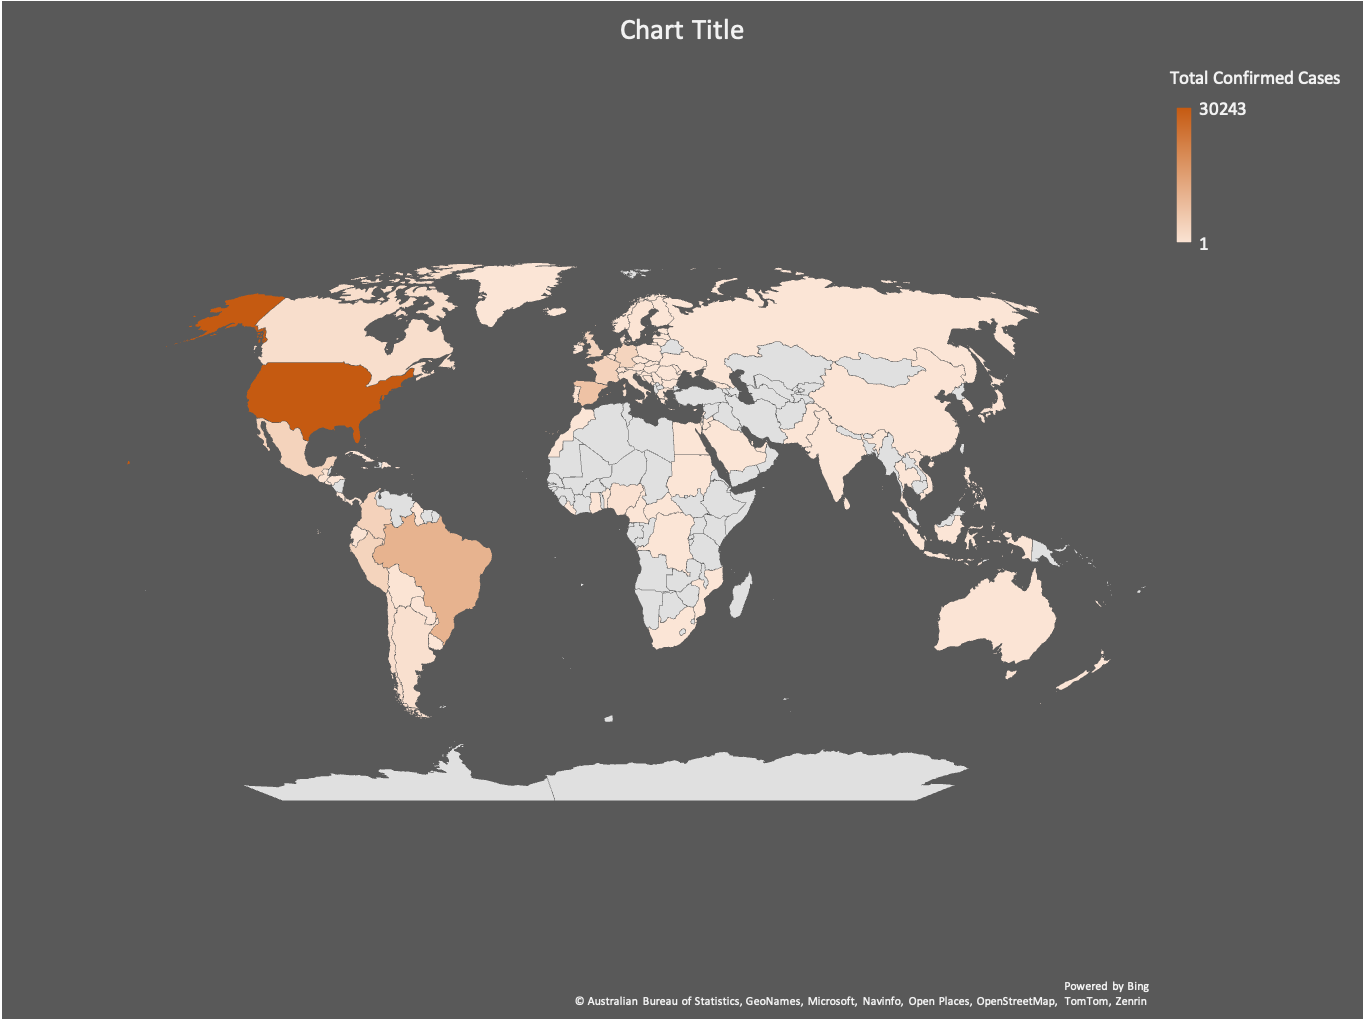 Chart Title
Total Confirmed Cases
30243
1
Powered by Bing
© Australian Bureau of Statistics, GeoNames, Microsoft, Navinfo, Open Places, OpenStreetMap, TomTom, Zenrin